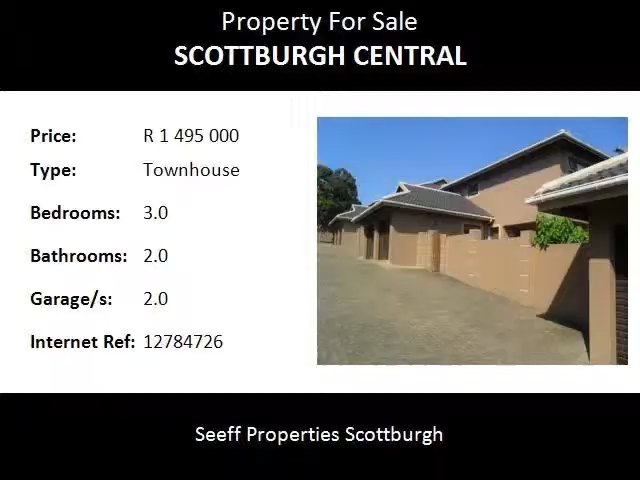 Property For Sale
SCOTTBURGH CENTRAL
Price: R 1 495 000
Type: Townhouse
Bedrooms: 3.0
Bathrooms: 2.0
Garage/s: 2.0
Internet Ref: 12784726
Seeff Properties Scottburgh